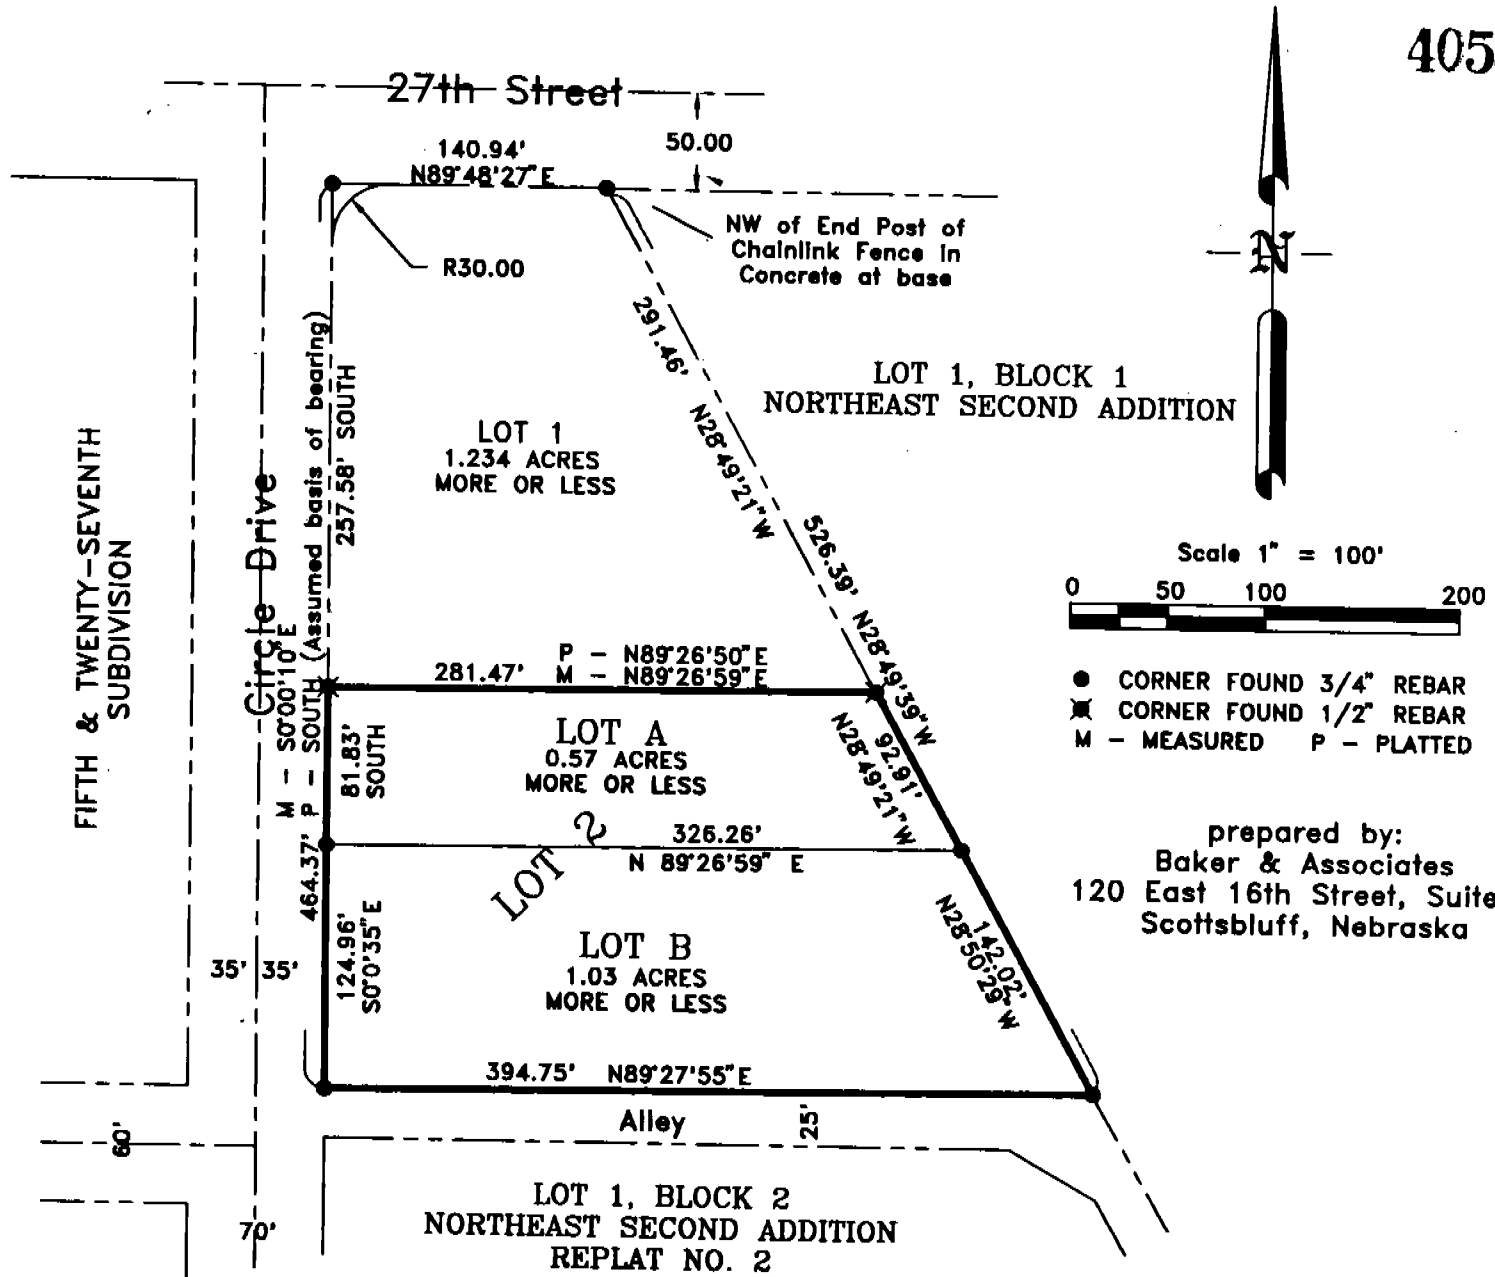 405
27th Street
50.00
140.94'
N89°48'27"E
NW of End Post of
Chainlink Fence in
Concrete at base
R30.00
N
291.46' N28°49'21"W
LOT 1, BLOCK 1
NORTHEAST SECOND ADDITION
257.58' SOUTH
LOT 1
1.234 ACRES
MORE OR LESS
FIFTH & TWENTY-SEVENTH
SUBDIVISION
Circle Drive
M - S0°00'10"E
464.37' P - SOUTH (Assumed basis of bearing)
526.39' N28°49'39"W
Scale 1" = 100'
0 50 100 200
P - N89°26'50"E
281.47' M - N89°26'59"E
CORNER FOUND 3/4" REBAR
CORNER FOUND 1/2" REBAR
M - MEASURED P - PLATTED
81.83'
SOUTH
LOT A
0.57 ACRES
MORE OR LESS
92.91'
N28°49'21"W
LOT 2
326.26'
N 89°26'59" E
prepared by:
Baker & Associates
120 East 16th Street, Suite
Scottsbluff, Nebraska
124.96'
S0°0'35"E
LOT B
1.03 ACRES
MORE OR LESS
142.02'
N28°50'29"W
35' 35'
394.75' N89°27'55"E
Alley
25'
60'
70'
LOT 1, BLOCK 2
NORTHEAST SECOND ADDITION
REPLAT NO. 2